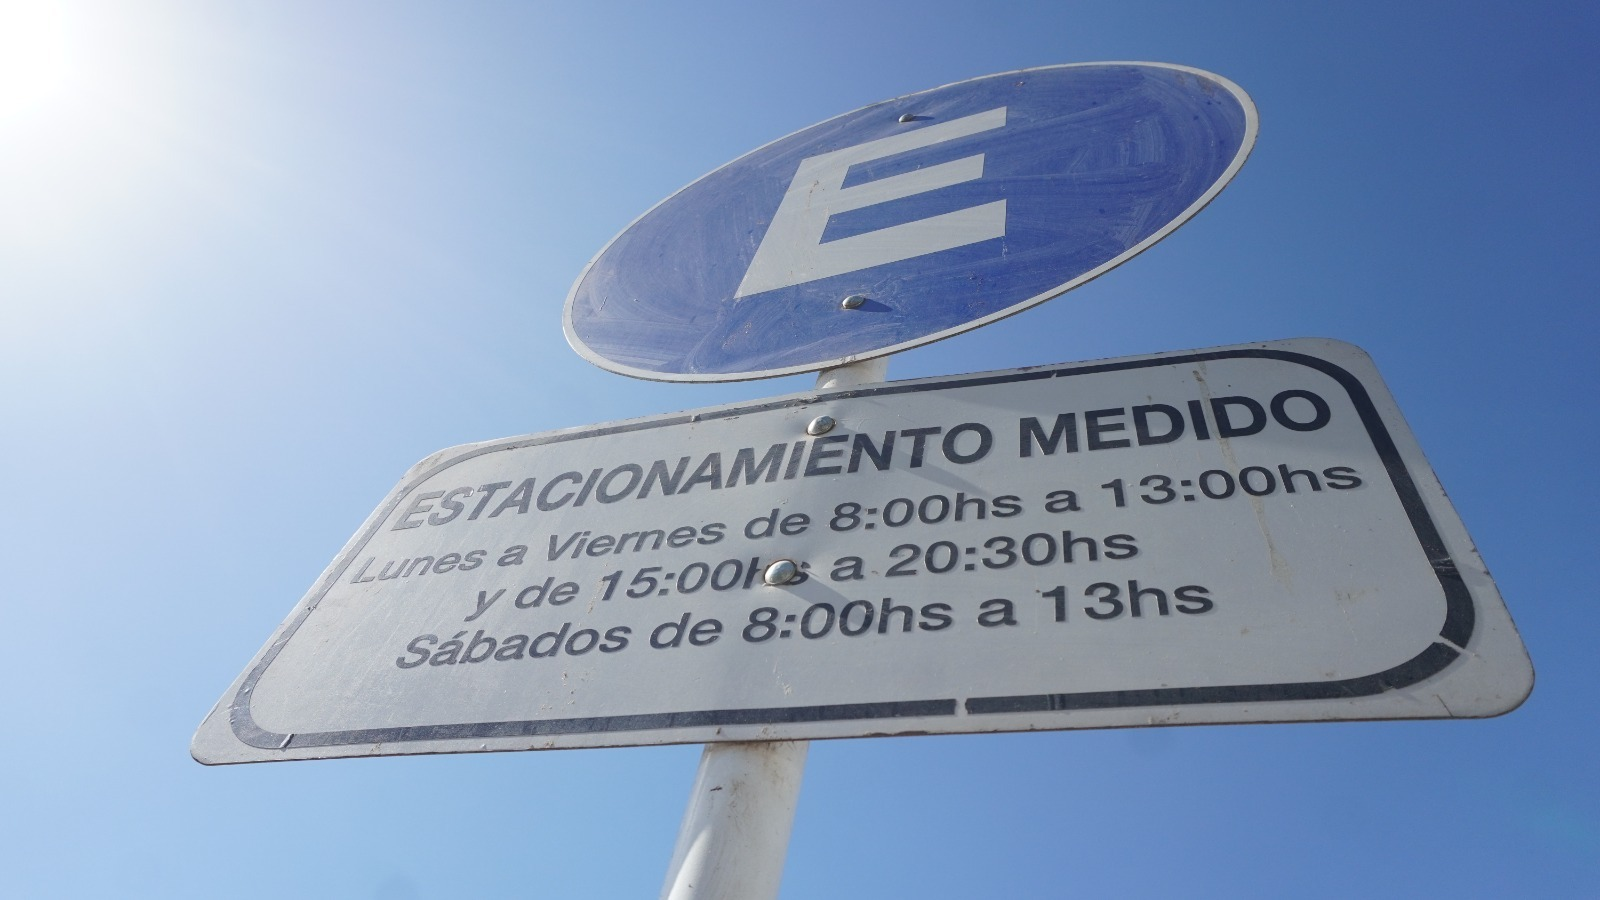 E
ESTACIONAMIENTO MEDIDO
Lunes a Viernes de 8:00hs a 13:00hs
y de 15:00hs a 20:30hs
Sábados de 8:00hs a 13hs